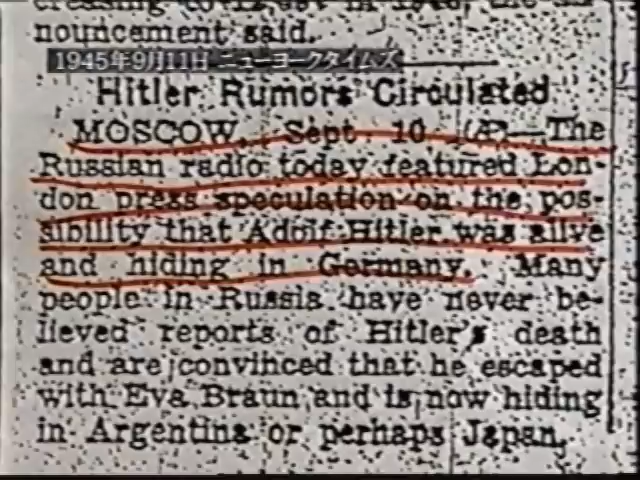 nouncement said.
1945年9月11日 ニューヨークタイムズ
Hitler Rumors Circulated
MOSCOW, Sept. 10 (AP)—The
Russian radio today featured Lon-
don press speculation on the pos-
sibility that Adolf Hitler was alive
and hiding in Germany. Many
people in Russia have never be-
lieved reports of Hitler's death
and are convinced that he escaped
with Eva Braun and is now hiding
in Argentina or perhaps Japan.